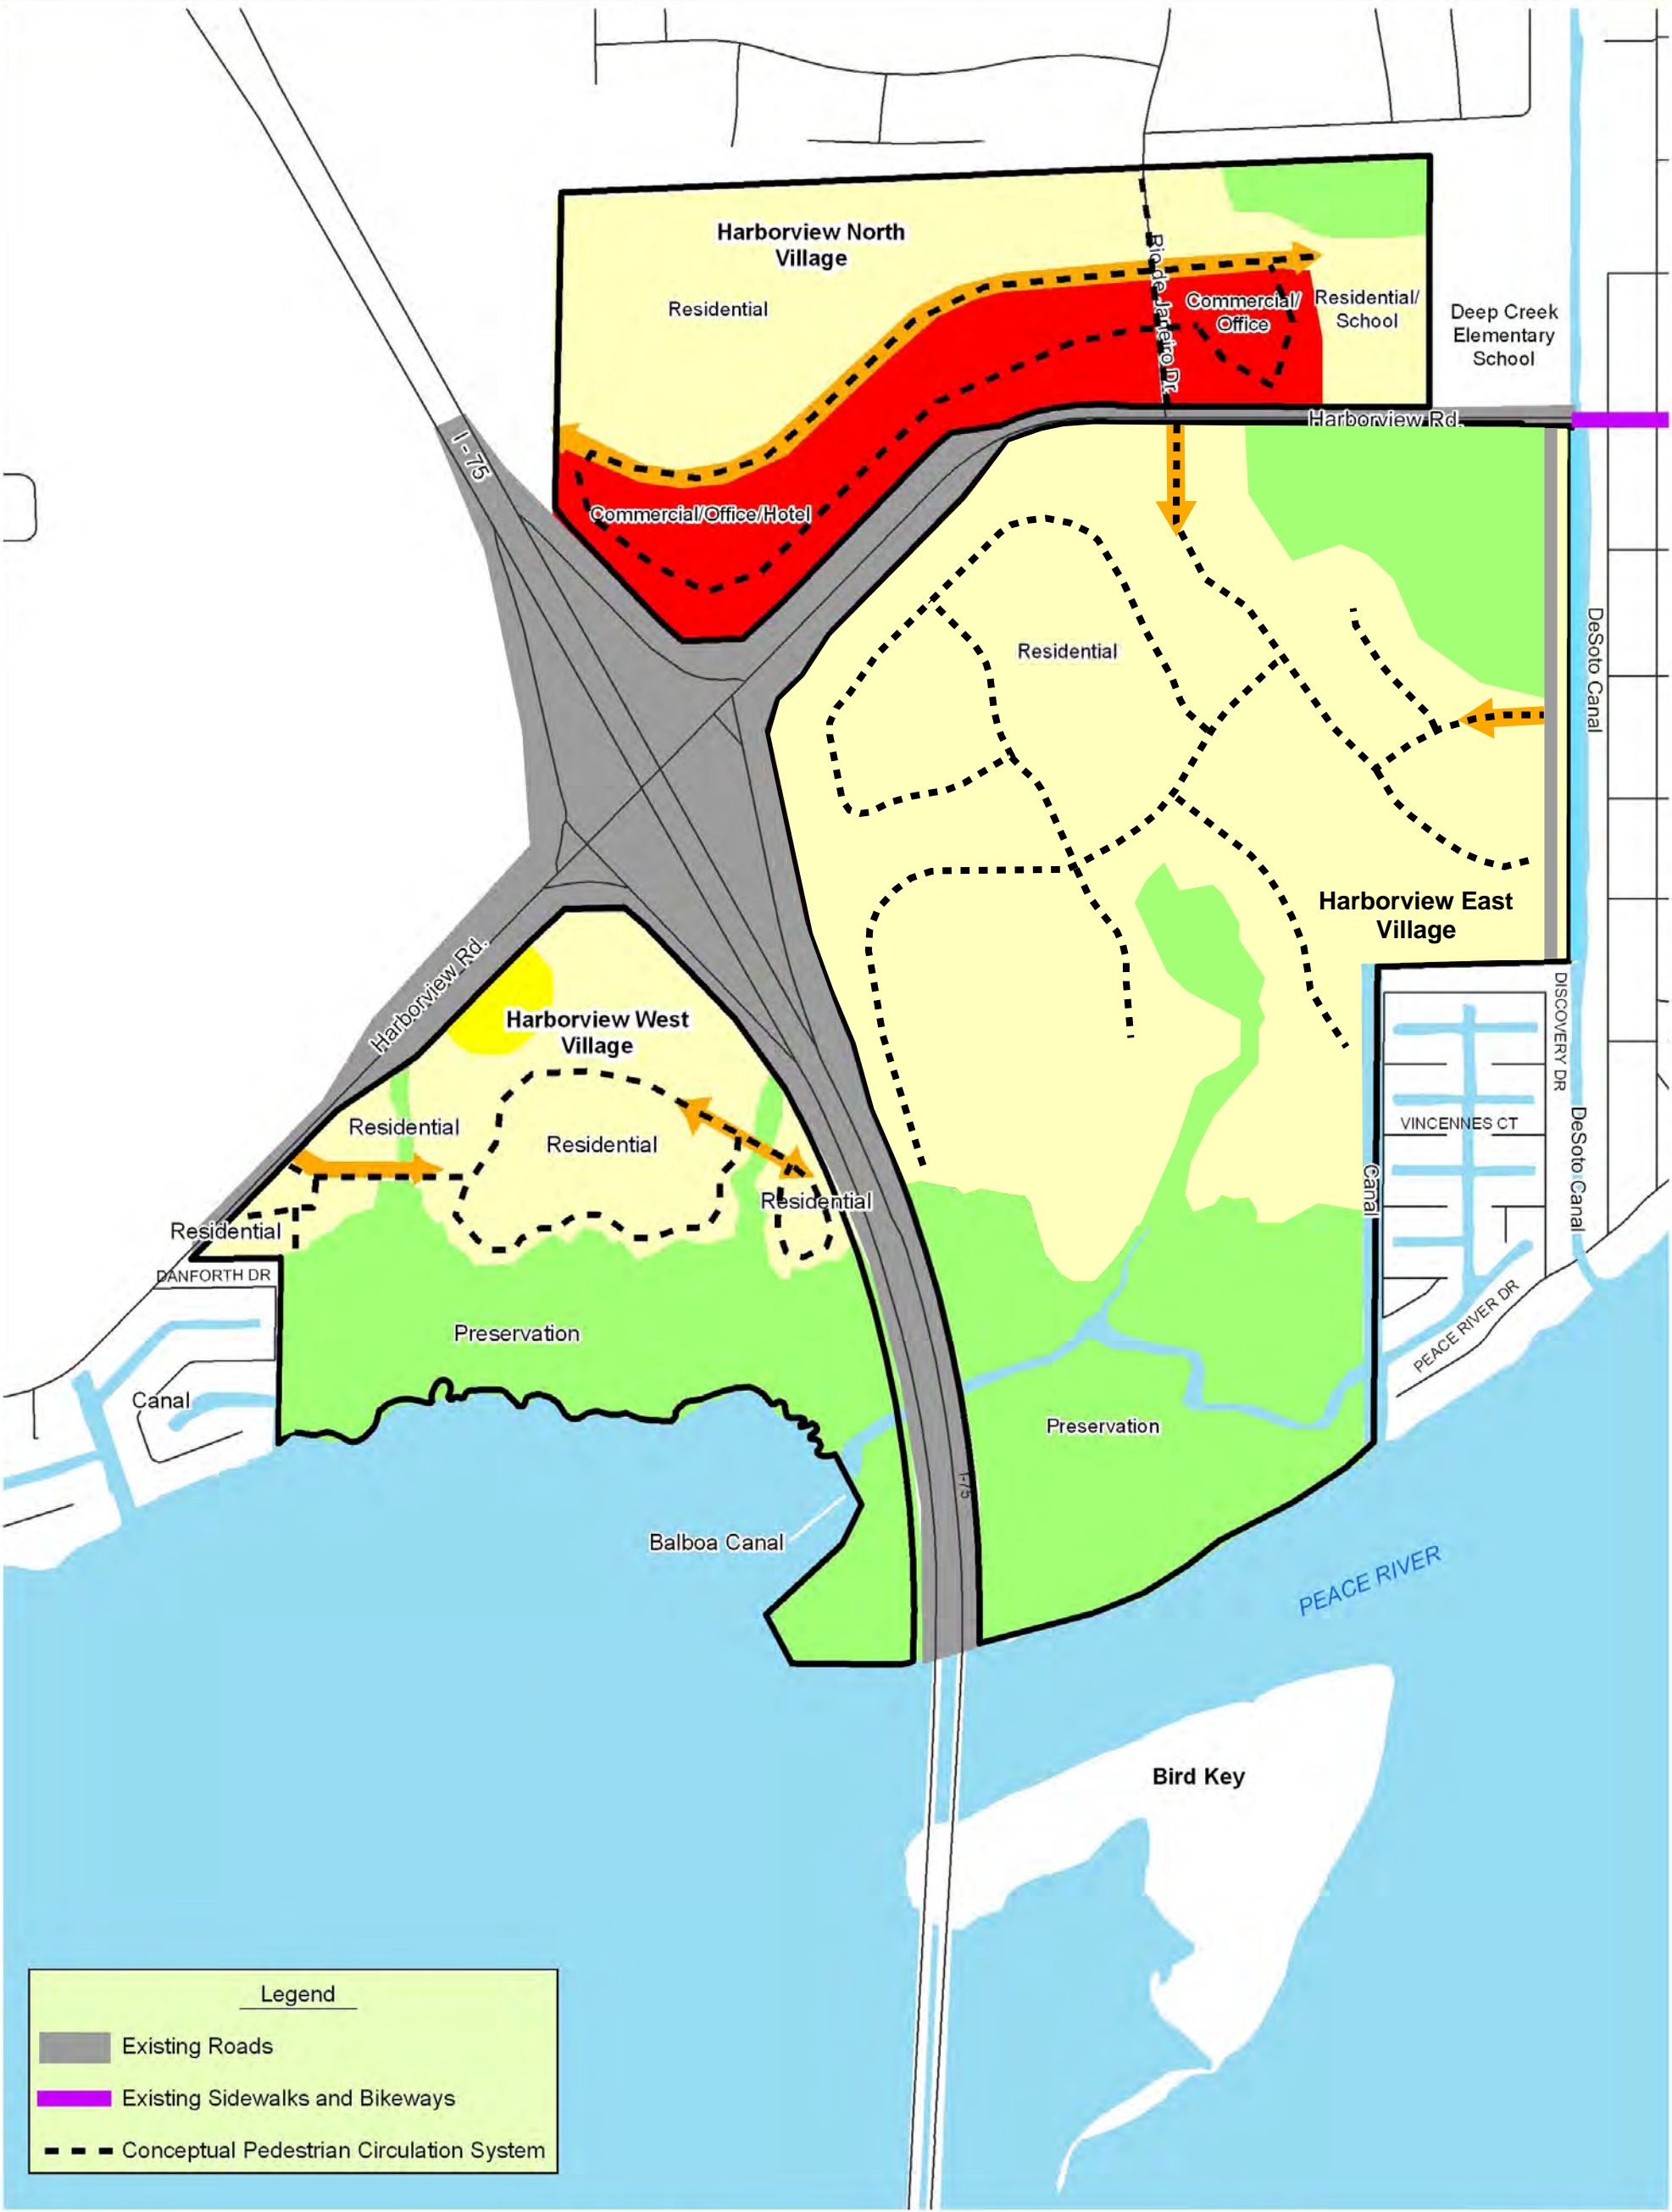 Harborview North
Village
Residential
Rio de Janeiro Dr.
Commercial/
Office
Residential/
School
Deep Creek
Elementary
School
Harborview Rd.
I - 75
Commercial/Office/Hotel
DeSoto Canal
Residential
Harborview East
Village
Harborview Rd.
Harborview West
Village
DISCOVERY DR
Residential
Residential
VINCENNES CT
DeSoto Canal
Canal
Residential
Residential
DANFORTH DR
Preservation
PEACE RIVER DR
Canal
Preservation
I-75
Balboa Canal
PEACE RIVER
Bird Key
Legend
Existing Roads
Existing Sidewalks and Bikeways
Conceptual Pedestrian Circulation System